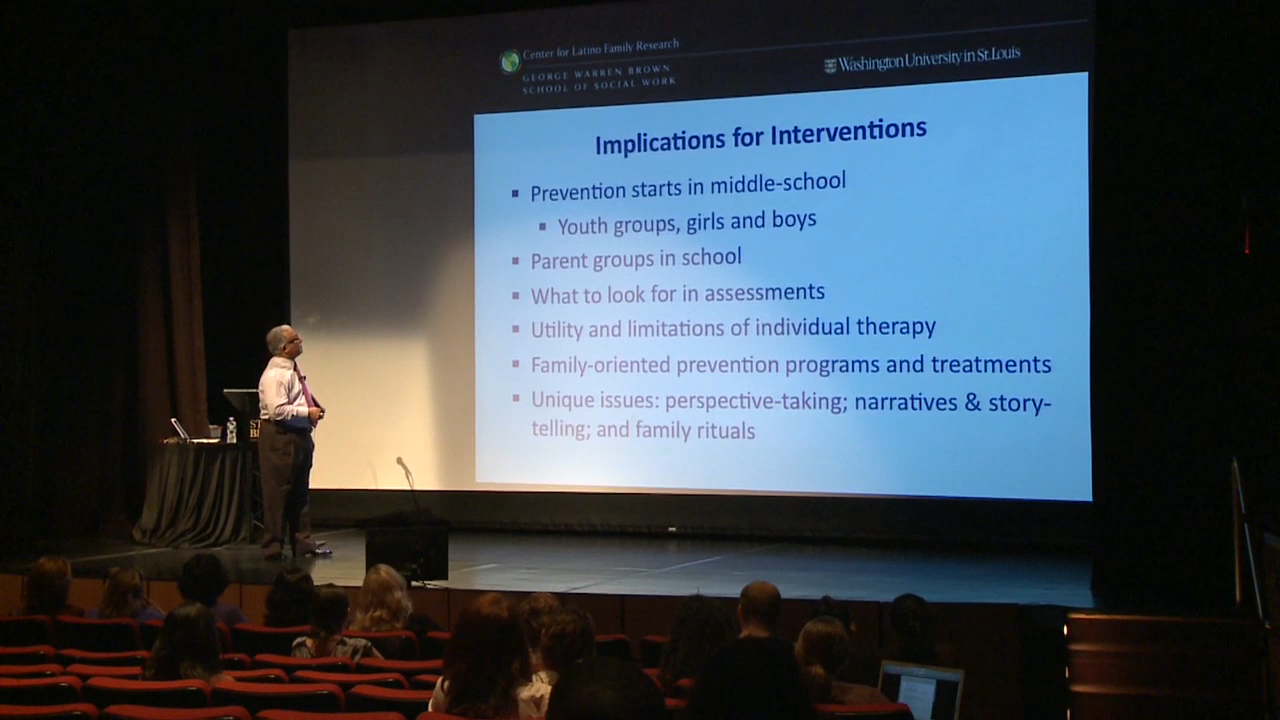 Center for Latino Family Research
GEORGE WARREN BROWN
SCHOOL OF SOCIAL WORK
Washington University in St. Louis
Implications for Interventions
▪ Prevention starts in middle-school
▪ Youth groups, girls and boys
▪ Parent groups in school
▪ What to look for in assessments
▪ Utility and limitations of individual therapy
▪ Family-oriented prevention programs and treatments
▪ Unique issues: perspective-taking; narratives & story-
telling; and family rituals